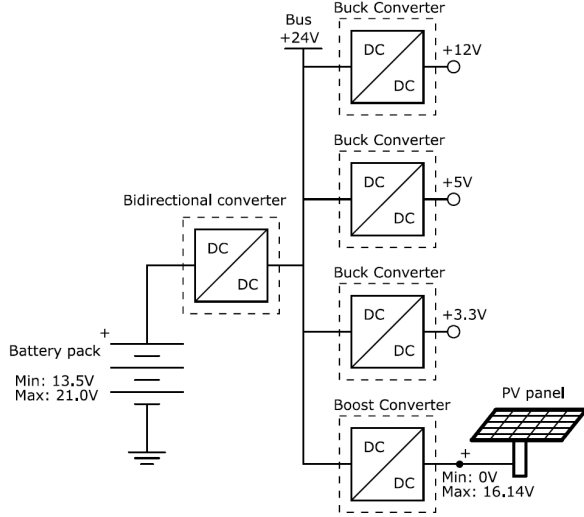 Buck Converter
Bus
+24V
DC
DC
+12V
Buck Converter
DC
DC
+5V
Bidirectional converter
DC
DC
Buck Converter
DC
DC
+3.3V
+
Battery pack
Min: 13.5V
Max: 21.0V
Boost Converter
DC
DC
PV panel
+
Min: 0V
Max: 16.14V